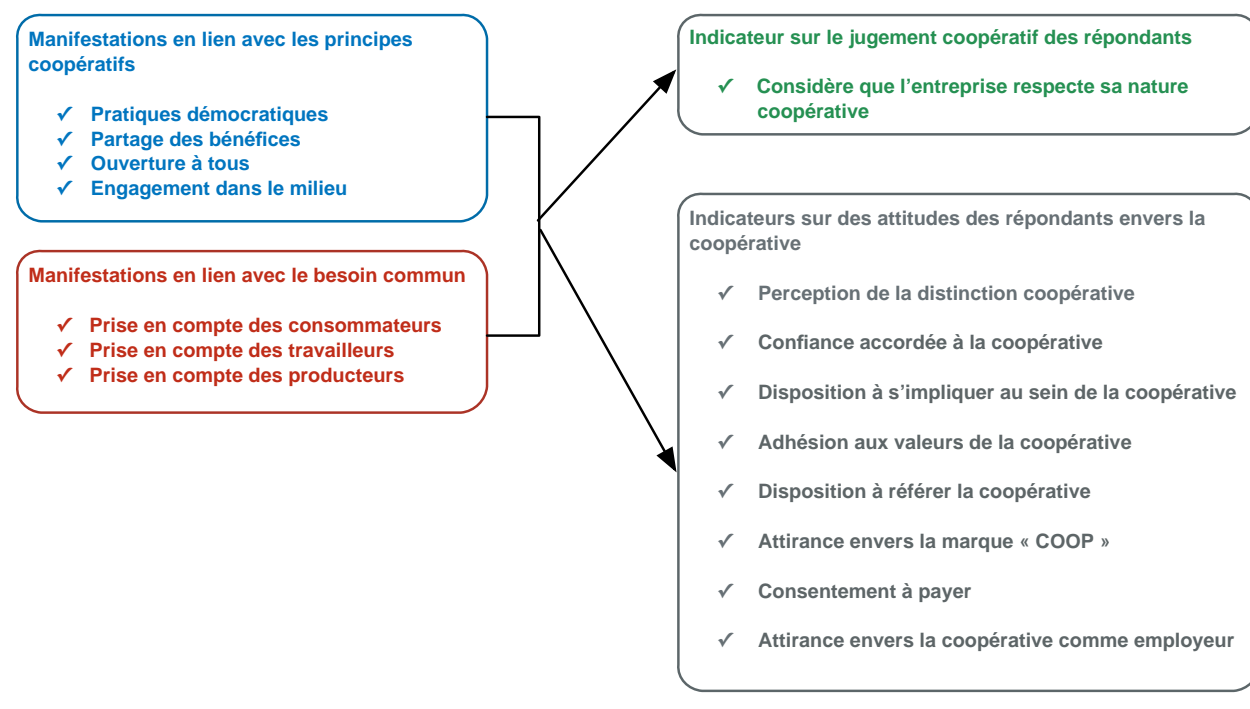 Manifestations en lien avec les principes
coopératifs
✓ Pratiques démocratiques
✓ Partage des bénéfices
✓ Ouverture à tous
✓ Engagement dans le milieu
Manifestations en lien avec le besoin commun
✓ Prise en compte des consommateurs
✓ Prise en compte des travailleurs
✓ Prise en compte des producteurs
Indicateur sur le jugement coopératif des répondants
✓ Considère que l’entreprise respecte sa nature
coopérative
Indicateurs sur des attitudes des répondants envers la
coopérative
✓ Perception de la distinction coopérative
✓ Confiance accordée à la coopérative
✓ Disposition à s’impliquer au sein de la coopérative
✓ Adhésion aux valeurs de la coopérative
✓ Disposition à référer la coopérative
✓ Attirance envers la marque « COOP »
✓ Consentement à payer
✓ Attirance envers la coopérative comme employeur